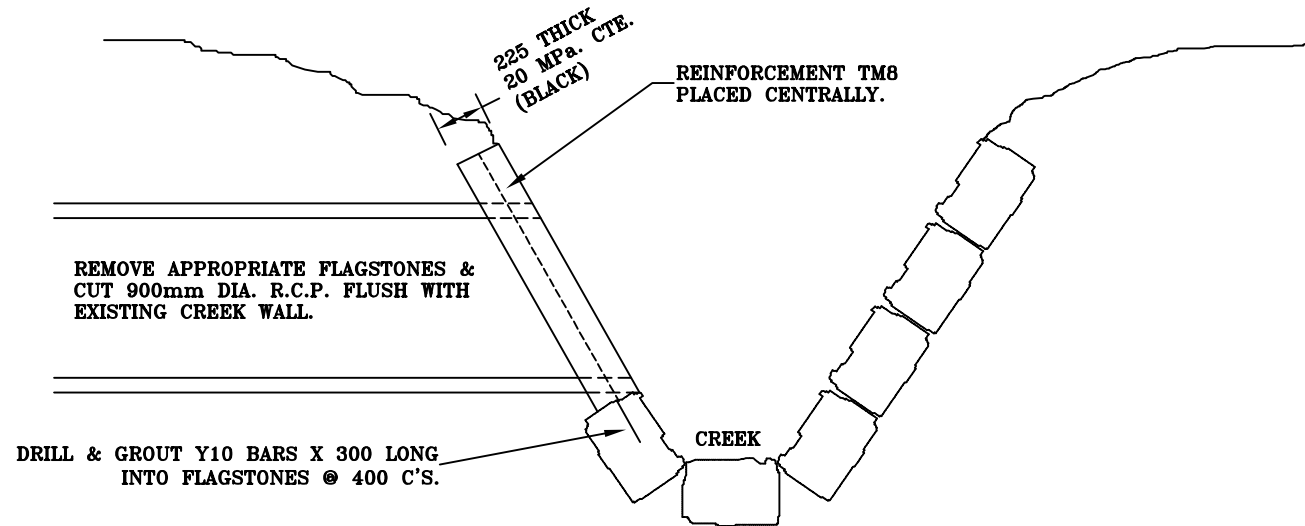 225 THICK
20 MPa. CTE.
(BLACK)
REINFORCEMENT TM8
PLACED CENTRALLY.
REMOVE APPROPRIATE FLAGSTONES &
CUT 900mm DIA. R.C.P. FLUSH WITH
EXISTING CREEK WALL.
DRILL & GROUT Y10 BARS X 300 LONG
INTO FLAGSTONES @ 400 C'S.
CREEK